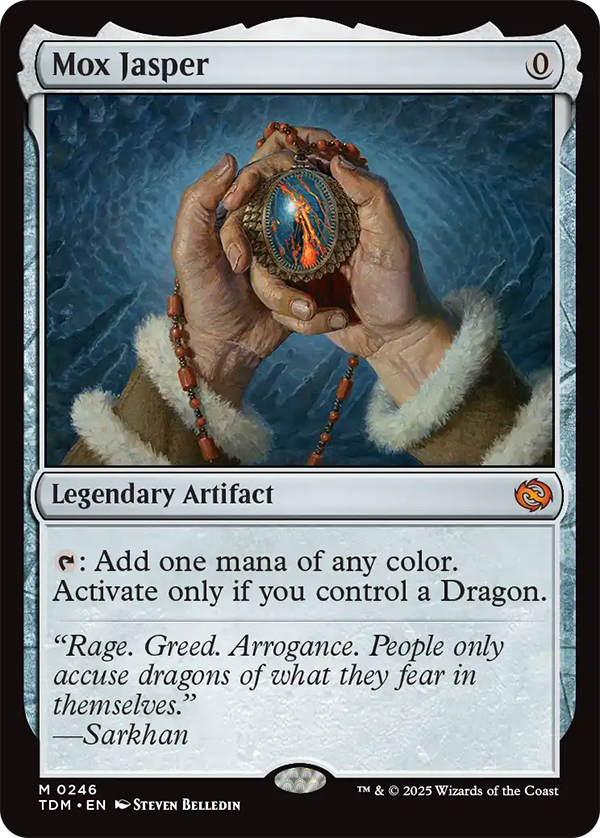 Mox Jasper
0
Legendary Artifact
: Add one mana of any color.
Activate only if you control a Dragon.
“Rage. Greed. Arrogance. People only
accuse dragons of what they fear in
themselves.”
—Sarkhan
M 0246
TDM • EN Steven Belledin
™ & © 2025 Wizards of the Coast